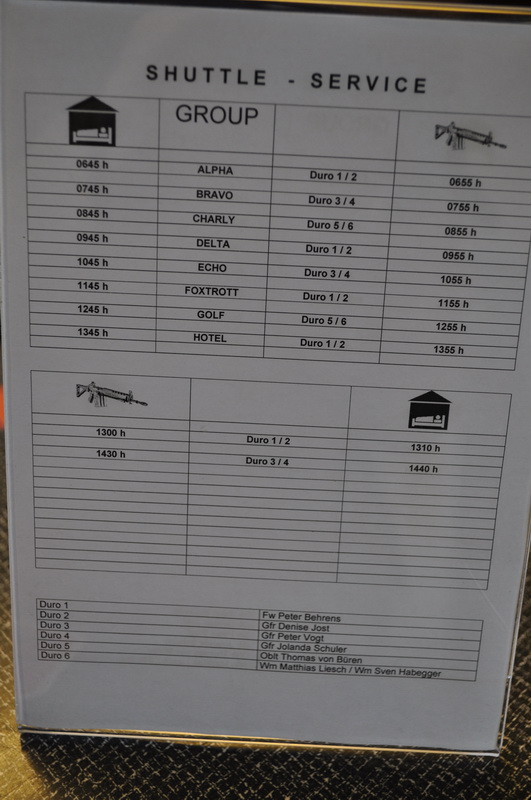 SHUTTLE - SERVICE
GROUP
0645 h ALPHA Duro 1 / 2 0655 h
0745 h BRAVO Duro 3 / 4 0755 h
0845 h CHARLY Duro 5 / 6 0855 h
0945 h DELTA Duro 1 / 2 0955 h
1045 h ECHO Duro 3 / 4 1055 h
1145 h FOXTROTT Duro 1 / 2 1155 h
1245 h GOLF Duro 5 / 6 1255 h
1345 h HOTEL Duro 1 / 2 1355 h
1300 h Duro 1 / 2 1310 h
1430 h Duro 3 / 4 1440 h
Duro 1 Fw Peter Behrens
Duro 2 Gfr Denise Jost
Duro 3 Gfr Peter Vogt
Duro 4 Gfr Jolanda Schuler
Duro 5 Oblt Thomas von Büren
Duro 6 Wm Matthias Liesch / Wm Sven Habegger